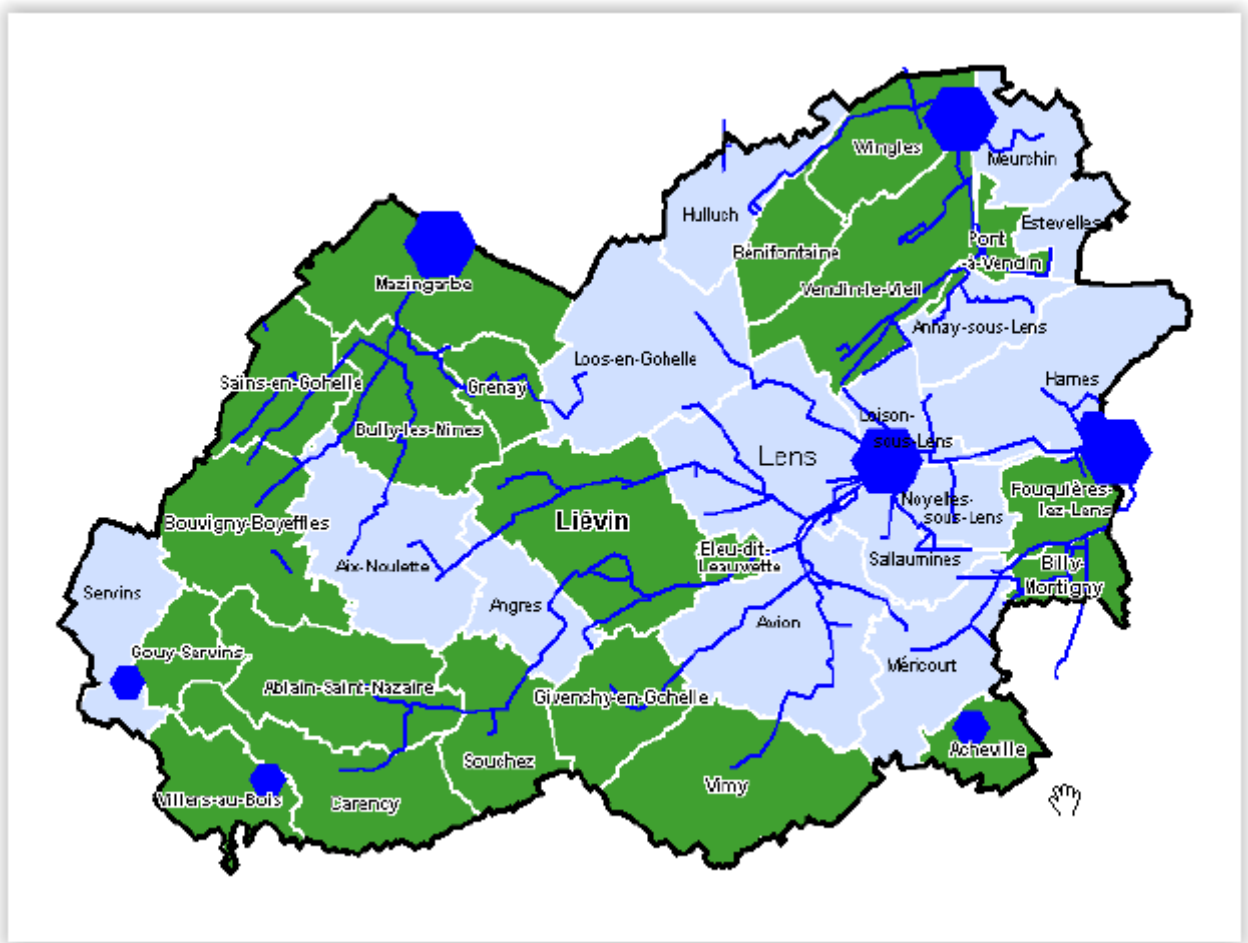 Wingles
Meurchin
Hulluch
Estevelles
Bénifontaine
Pont
-à-Vendin
Mazingarbe
Vendin-le-Vieil
Annay-sous-Lens
Loos-en-Gohelle
Harnes
Sains-en-Gohelle
Grenay
Loison-
sous-Lens
Bully-les-Mines
Lens
Fouquières-
lez-Lens
Noyelles-
sous-Lens
Bouvigny-Boyeffles
Liévin
Eleu-dit-
Leauvette
Sallaumines
Billy-
Montigny
Aix-Noulette
Servins
Angres
Avion
Gouy-Servins
Méricourt
Ablain-Saint-Nazaire
Givenchy-en-Gohelle
Acheville
Souchez
Vimy
Villers-au-Bois
Carency